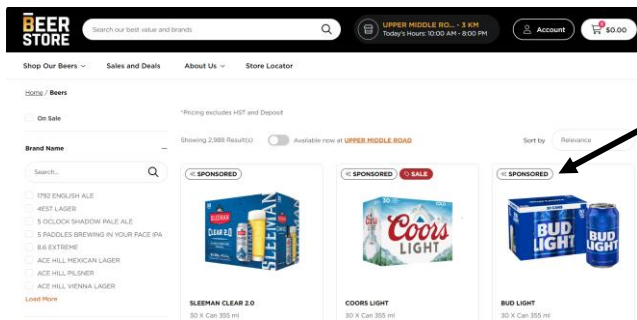 BEER
STORE
Search our best value and brands
UPPER MIDDLE RO... - 3 KM
Today's Hours: 10:00 AM - 8:00 PM
Account
0
$0.00
Shop Our Beers
Sales and Deals
About Us
Store Locator
Home / Beers
On Sale
*Pricing excludes HST and Deposit
Brand Name
Showing 2,988 Result(s)
Available now at UPPER MIDDLE ROAD
Sort by
Relevance
Search...
1792 ENGLISH ALE
4EST LAGER
5 OCLOCK SHADOW PALE ALE
5 PADDLES BREWING IN YOUR FACE IPA
8.6 EXTREME
ACE HILL MEXICAN LAGER
ACE HILL PILSNER
ACE HILL VIENNA LAGER
Load More
SPONSORED
SLEEMAN
CLEAR 2.0
SLEEMAN
SLEEMAN CLEAR 2.0
30 X Can 355 ml
SPONSORED
SALE
30
Coors
LIGHT
COORS LIGHT
30 X Can 355 ml
SPONSORED
BUD
LIGHT
BUD
LIGHT
BUD LIGHT
30 X Can 355 ml